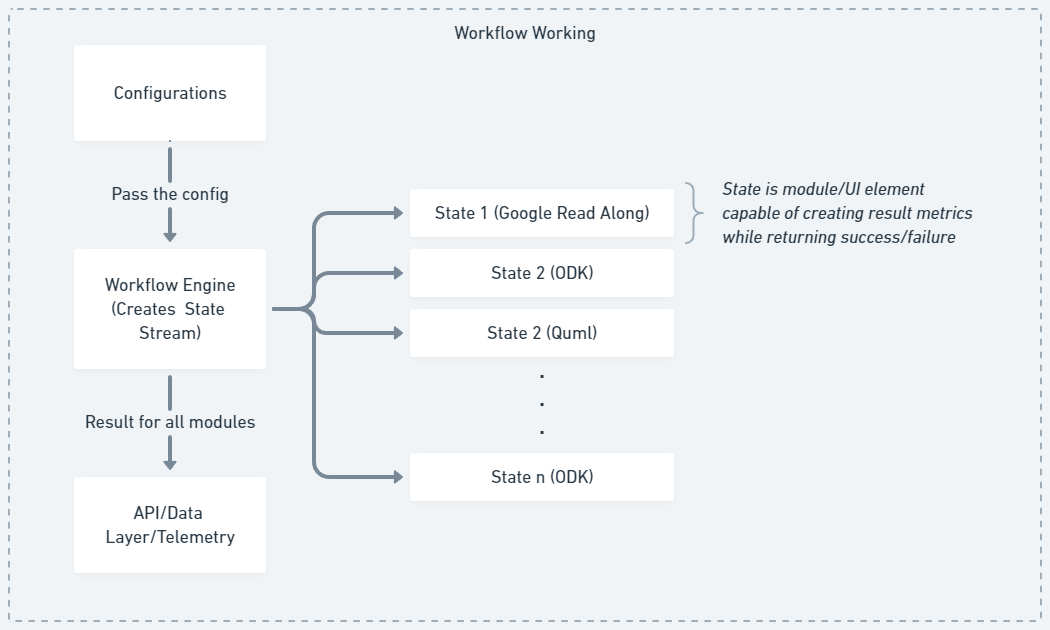 Workflow Working
Configurations
Pass the config
Workflow Engine
(Creates State
Stream)
Result for all modules
API/Data
Layer/Telemetry
State 1 (Google Read Along)
State 2 (ODK)
State 2 (Quml)
.
.
.
State n (ODK)
State is module/UI element
capable of creating result metrics
while returning success/failure